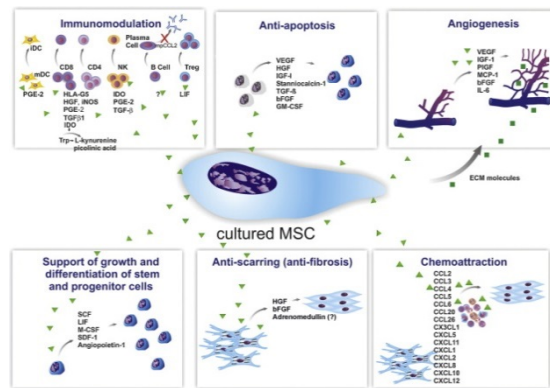 Immunomodulation
iDC
Plasma
Cell
mpCCL2
mDC
CD8
CD4
NK
B Cell
Treg
PGE-2
HLA-G5
HGF, iNOS
PGE-2
TGFβ1
IDO
IDO
PGE-2
TGF-β
?
LIF
Trp→L-kynurenine
picolinic acid
Anti-apoptosis
VEGF
HGF
IGF-I
Stanniocalcin-1
TGF-ß
bFGF
GM-CSF
Angiogenesis
VEGF
IGF-1
PIGF
MCP-1
bFGF
IL-6
ECM molecules
cultured MSC
Support of growth and
differentiation of stem
and progenitor cells
SCF
LIF
M-CSF
SDF-1
Angiopoietin-1
Anti-scarring (anti-fibrosis)
HGF
bFGF
Adrenomedullin (?)
Chemoattraction
CCL2
CCL3
CCL4
CCL5
CCL6
CCL20
CCL26
CX3CL1
CXCL5
CXCL11
CXCL1
CXCL2
CXCL8
CXCL10
CXCL12